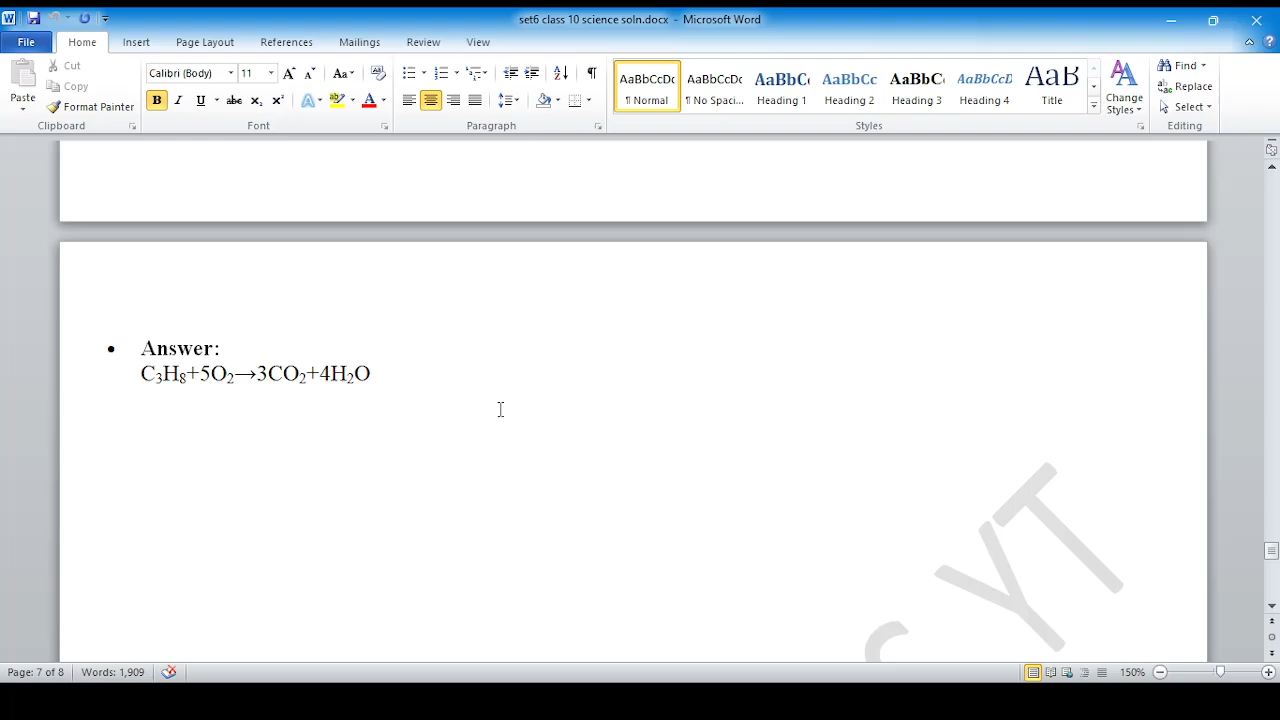 set6 class 10 science soln.docx - Microsoft Word
File Home Insert Page Layout References Mailings Review View
Paste Cut Copy Format Painter Clipboard
Calibri (Body) 11 Font
Paragraph
AaBbCcDc AaBbCcDc AaBbC AaBbCc AaBbC AaBbCcD AaB
¶ Normal ¶ No Spaci... Heading 1 Heading 2 Heading 3 Heading 4 Title
Styles
Change Styles
Find Replace Select Editing
• Answer:
C₃H₈+5O₂→3CO₂+4H₂O
C YT
Page: 7 of 8 Words: 1,909 150%